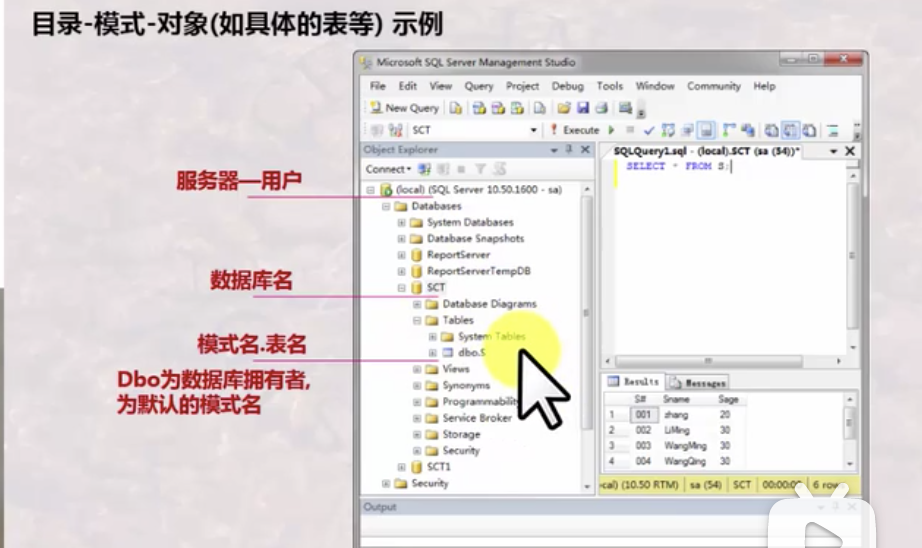 目录-模式-对象(如具体的表等) 示例
Microsoft SQL Server Management Studio
File Edit View Query Project Debug Tools Window Community Help
New Query
SCT Execute
Object Explorer
SQLQuery1.sql - (local).SCT (sa (54))*
Connect
SELECT * FROM S;
服务器—用户
(local) (SQL Server 10.50.1600 - sa)
Databases
System Databases
Database Snapshots
ReportServer
ReportServerTempDB
数据库名
SCT
Database Diagrams
Tables
System Tables
模式名.表名
dbo.S
Dbo为数据库拥有者,
为默认的模式名
Views
Synonyms
Programmability
Service Broker
Storage
Security
SCT1
Security
Results Messages
S# Sname Sage
1 001 zhang 20
2 002 LiMing 30
3 003 WangMing 30
4 004 WangQing 30
cal) (10.50 RTM) sa (54) SCT 00:00:00 6 rows
Output